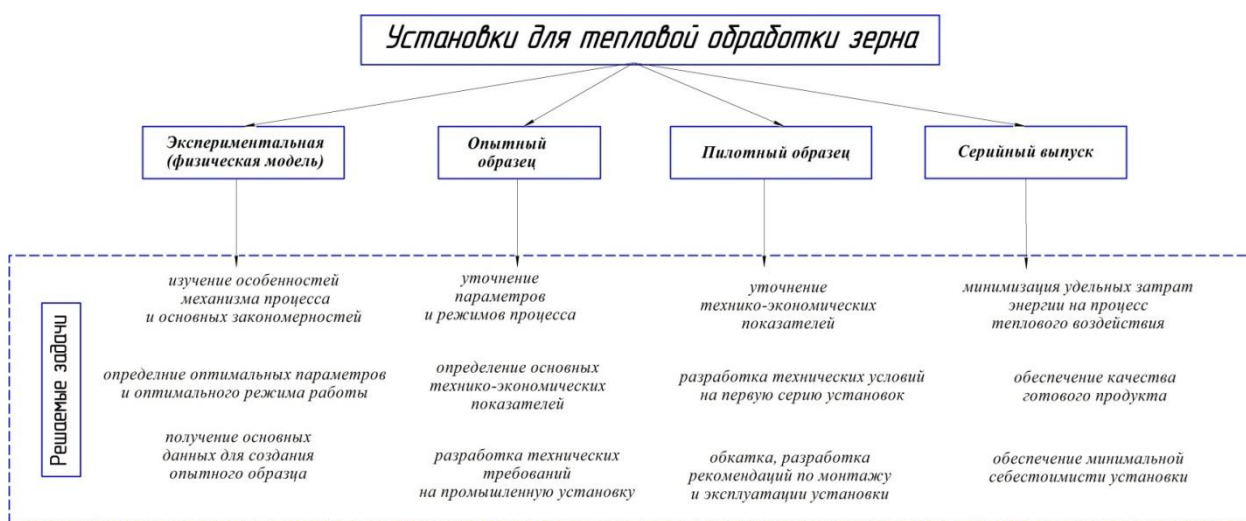 Установки для тепловой обработки зерна
Экспериментальная
(физическая модель)
Опытный
образец
Пилотный образец
Серийный выпуск
Решаемые задачи
изучение особенностей
механизма процесса
и основных закономерностей
определние оптимальных параметров
и оптимального режима работы
получение основных
данных для создания
опытного образца
уточнение
параметров
и режимов процесса
определение основных
технико-экономических
показателей
разработка технических
требований
на промышленную установку
уточнение
технико-экономических
показателей
разработка технических условий
на первую серию установок
обкатка, разработка
рекомендаций по монтажу
и эксплуатации установки
минимизация удельных затрат
энергии на процесс
теплового воздействия
обеспечение качества
готового продукта
обеспечение минимальной
себестоимисти установки